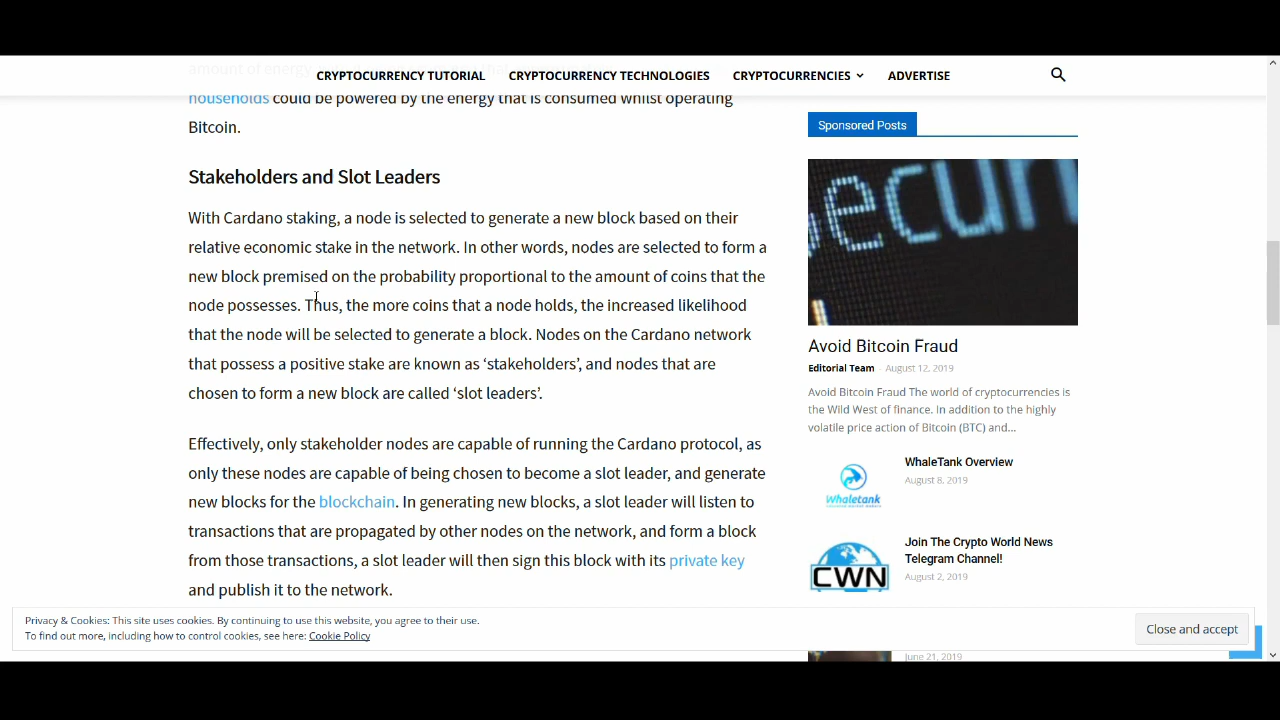 CRYPTOCURRENCY TUTORIAL CRYPTOCURRENCY TECHNOLOGIES CRYPTOCURRENCIES ADVERTISE
amount of energy
households could be powered by the energy that is consumed whilst operating
Bitcoin.
Stakeholders and Slot Leaders
With Cardano staking, a node is selected to generate a new block based on their
relative economic stake in the network. In other words, nodes are selected to form a
new block premised on the probability proportional to the amount of coins that the
node possesses. Thus, the more coins that a node holds, the increased likelihood
that the node will be selected to generate a block. Nodes on the Cardano network
that possess a positive stake are known as ‘stakeholders’, and nodes that are
chosen to form a new block are called ‘slot leaders’.
Effectively, only stakeholder nodes are capable of running the Cardano protocol, as
only these nodes are capable of being chosen to become a slot leader, and generate
new blocks for the blockchain. In generating new blocks, a slot leader will listen to
transactions that are propagated by other nodes on the network, and form a block
from those transactions, a slot leader will then sign this block with its private key
and publish it to the network.
Sponsored Posts
ecuri
Avoid Bitcoin Fraud
Editorial Team - August 12, 2019
Avoid Bitcoin Fraud The world of cryptocurrencies is
the Wild West of finance. In addition to the highly
volatile price action of Bitcoin (BTC) and...
Whaletank
WhaleTank Overview
August 8, 2019
CWN
Join The Crypto World News
Telegram Channel!
August 2, 2019
June 21, 2019
Privacy & Cookies: This site uses cookies. By continuing to use this website, you agree to their use.
To find out more, including how to control cookies, see here: Cookie Policy
Close and accept